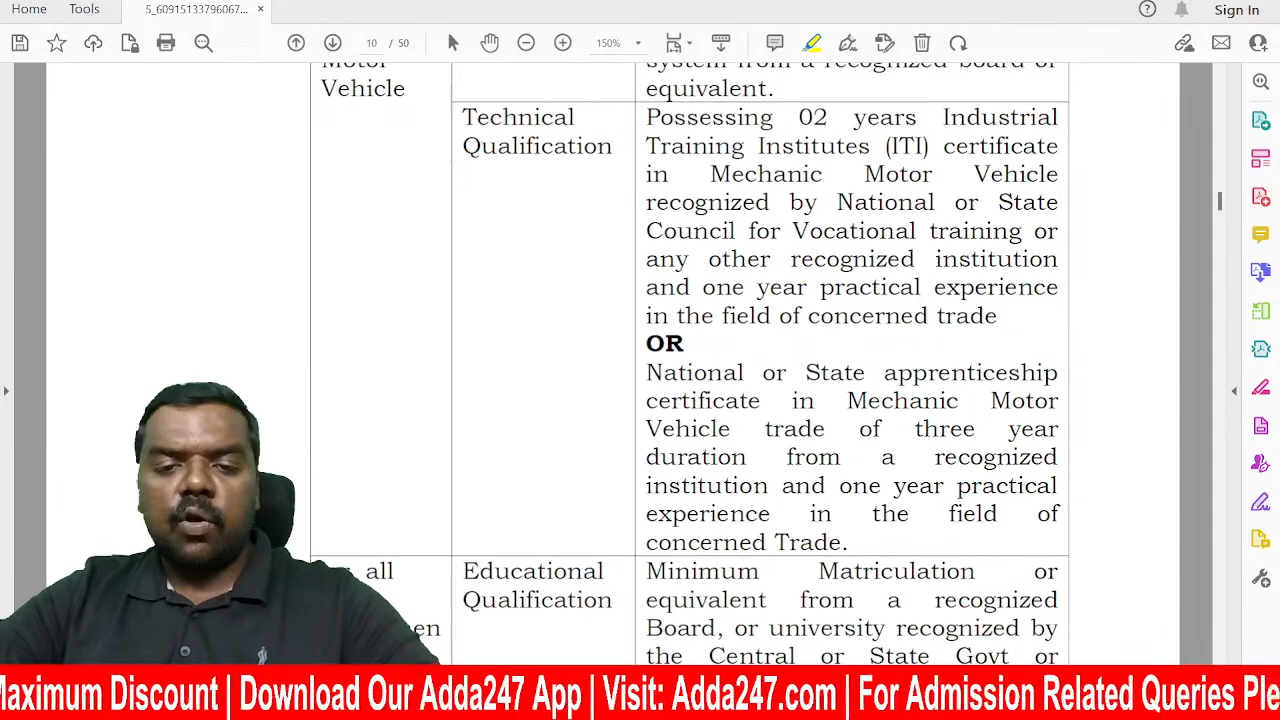 Home Tools 5_60915133796067... × Sign In
10 / 50 150%
Motor
Vehicle
system from a recognized board or
equivalent.
Technical
Qualification
Possessing 02 years Industrial
Training Institutes (ITI) certificate
in Mechanic Motor Vehicle
recognized by National or State
Council for Vocational training or
any other recognized institution
and one year practical experience
in the field of concerned trade
OR
National or State apprenticeship
certificate in Mechanic Motor
Vehicle trade of three year
duration from a recognized
institution and one year practical
experience in the field of
concerned Trade.
all
en
Educational
Qualification
Minimum Matriculation or
equivalent from a recognized
Board, or university recognized by
the Central or State Govt or
Maximum Discount | Download Our Adda247 App | Visit: Adda247.com | For Admission Related Queries Ple